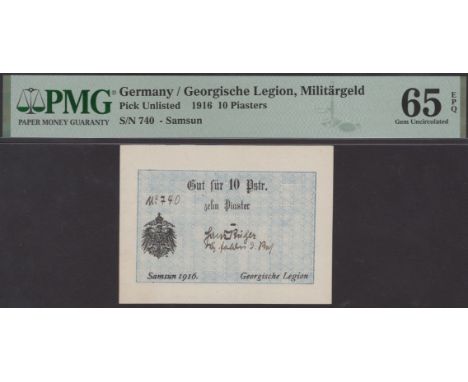 PMG
PAPER MONEY GUARANTY
Germany / Georgische Legion, Militärgeld
Pick Unlisted 1916 10 Piasters
S/N 740 - Samsun
65
EPQ
Gem Uncirculated
Gut für 10 Pstr.
No 740
zehn Piaster
Samsun 1916. Georgische Legion